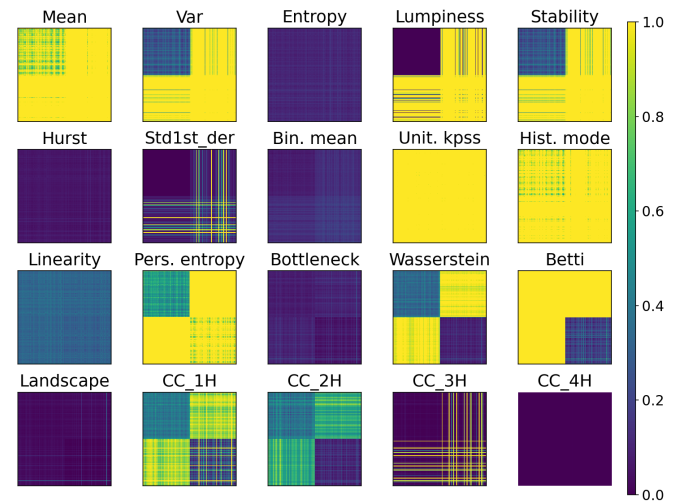 Mean Var Entropy Lumpiness Stability
1.0
0.8
Hurst Std1st_der Bin. mean Unit. kpss Hist. mode
0.6
Linearity Pers. entropy Bottleneck Wasserstein Betti
0.4
Landscape CC_1H CC_2H CC_3H CC_4H
0.2
0.0